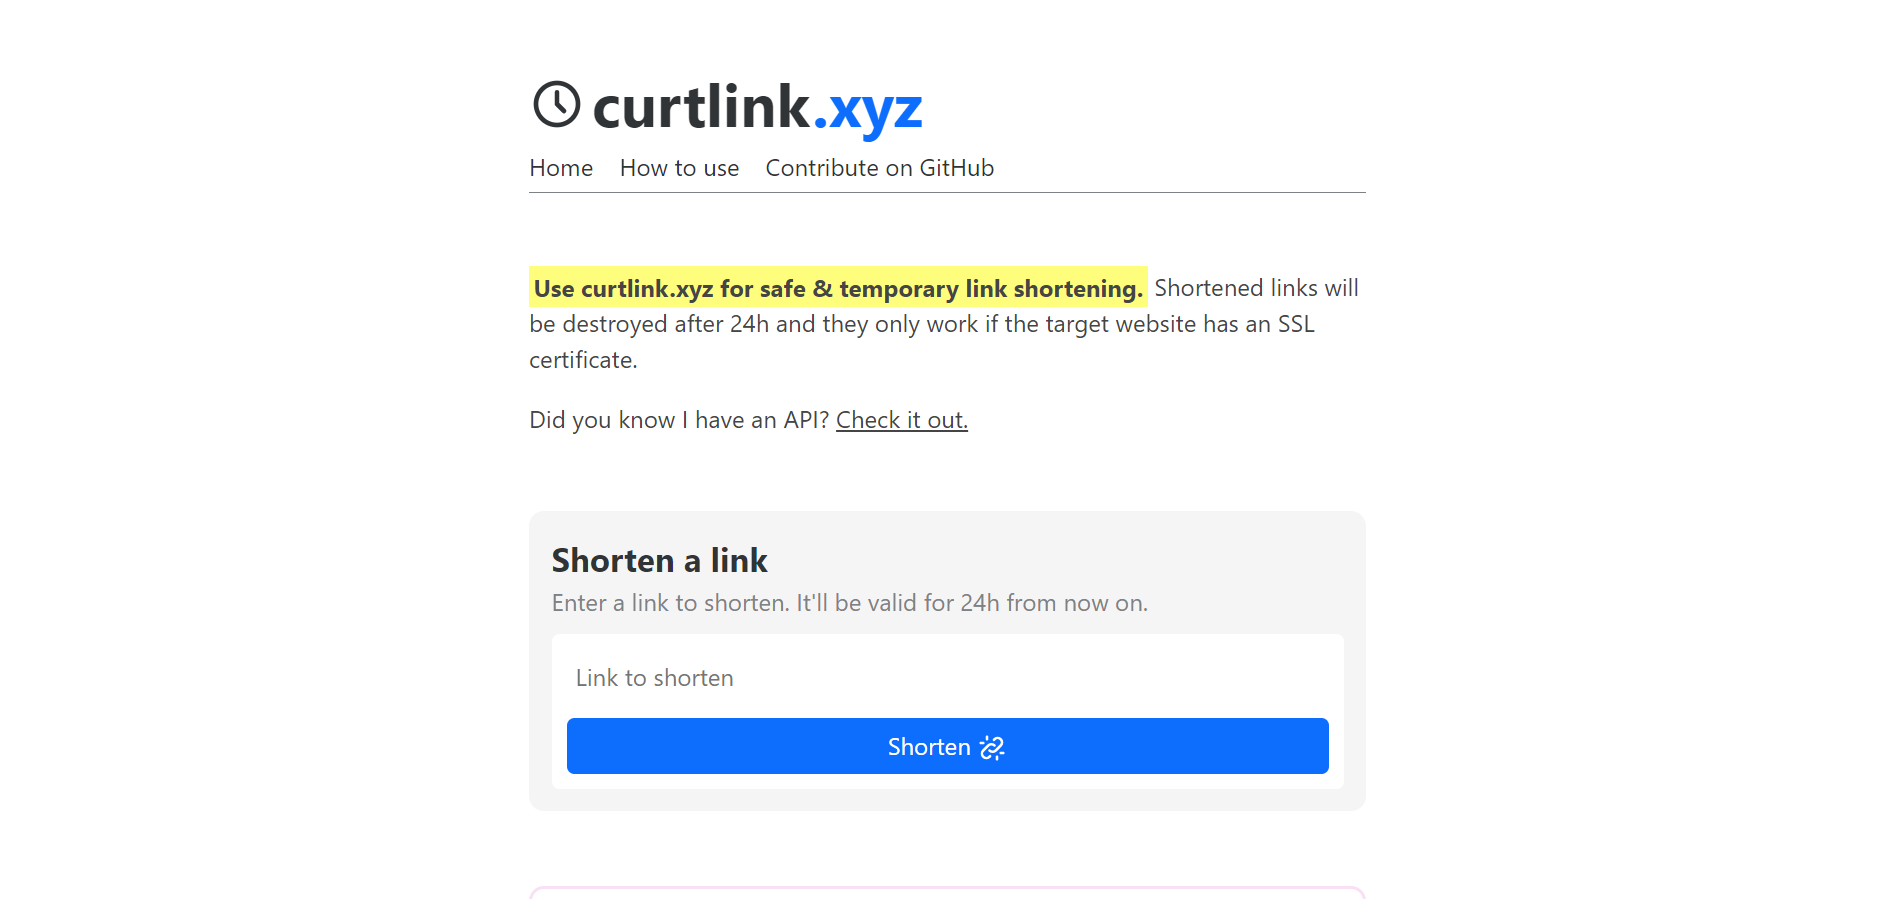 curtlink.xyz
Home How to use Contribute on GitHub
Use curtlink.xyz for safe & temporary link shortening. Shortened links will
be destroyed after 24h and they only work if the target website has an SSL
certificate.
Did you know I have an API? Check it out.
Shorten a link
Enter a link to shorten. It'll be valid for 24h from now on.
Link to shorten
Shorten